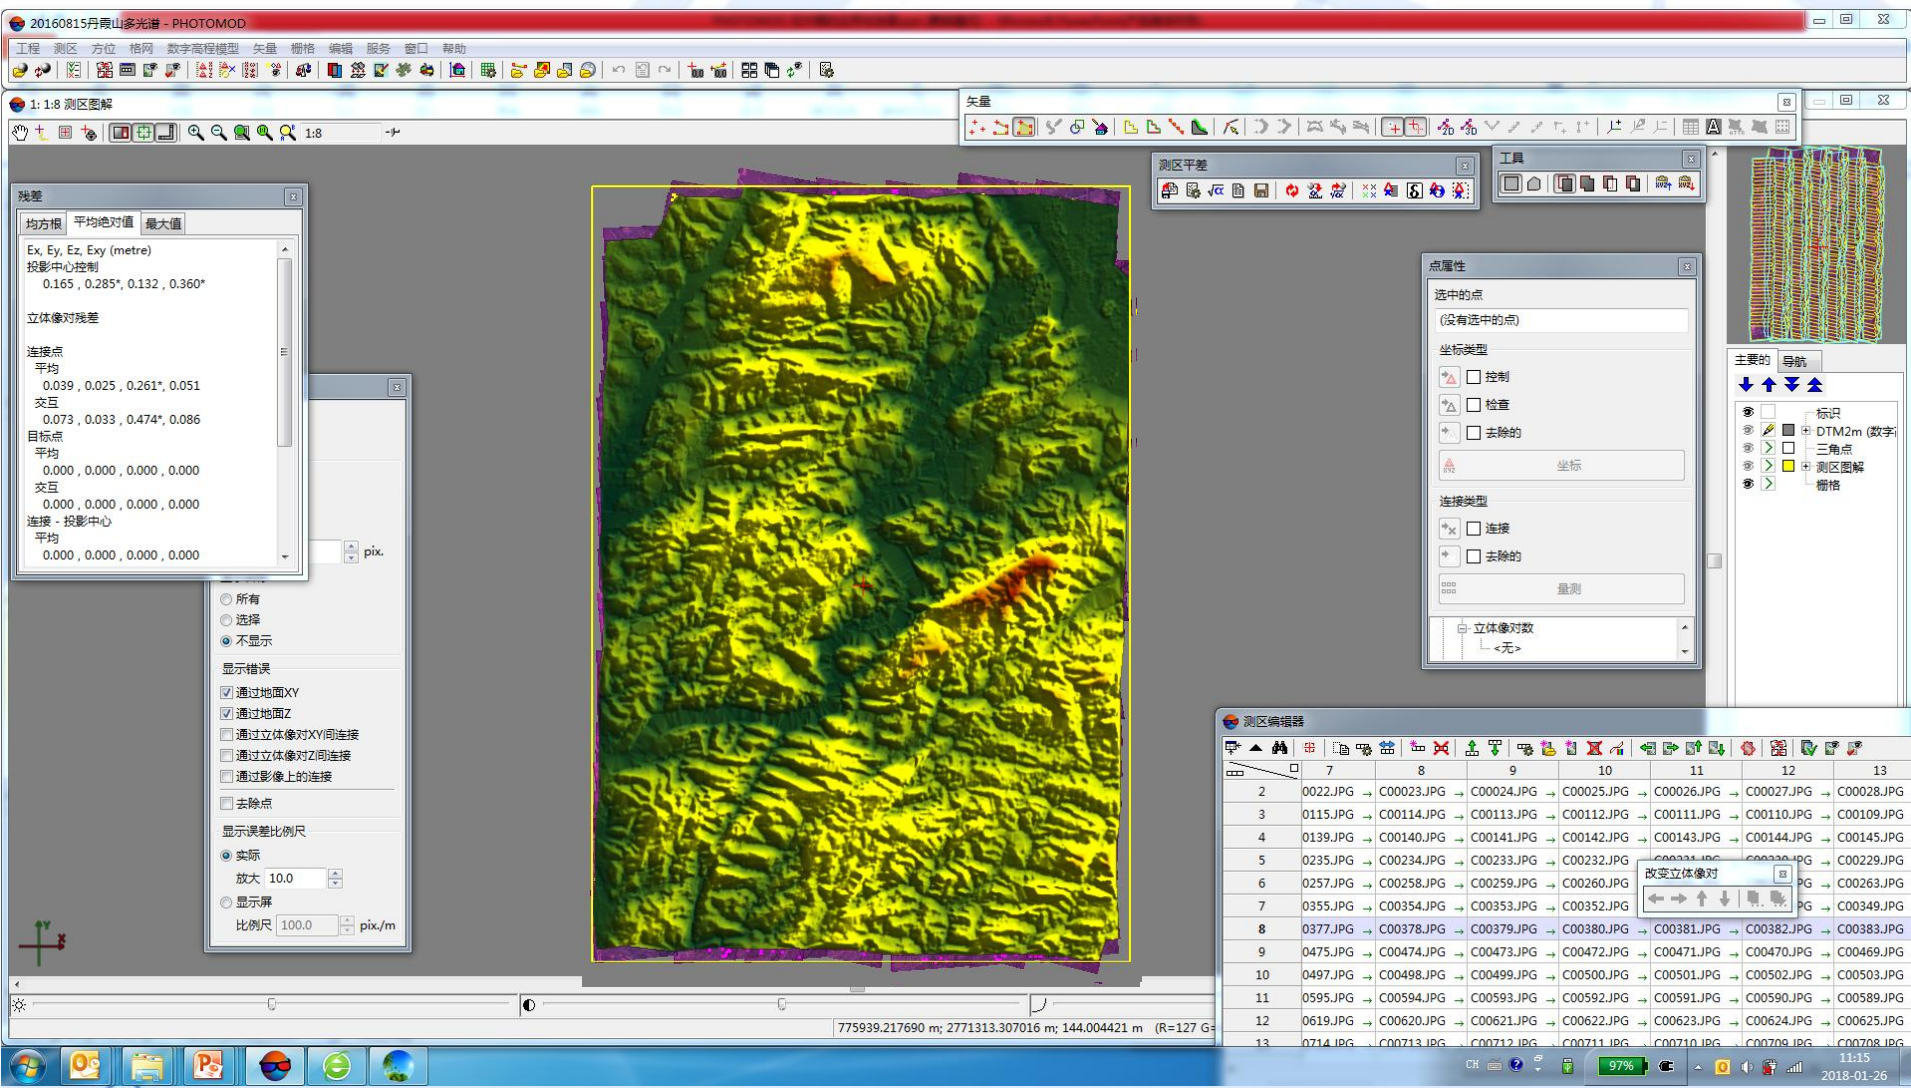 20160815丹霞山多光谱 - PHOTOMOD
工程 测区 方位 格网 数字高程模型 矢量 栅格 编辑 服务 窗口 帮助
1: 1:8 测区图解
1:8
矢量
测区平差
工具
残差
均方根 平均绝对值 最大值
Ex, Ey, Ez, Exy (metre)
投影中心控制
0.165 , 0.285*, 0.132 , 0.360*
立体像对残差
连接点
平均
0.039 , 0.025 , 0.261*, 0.051
交互
0.073 , 0.033 , 0.474*, 0.086
目标点
平均
0.000 , 0.000 , 0.000 , 0.000
交互
0.000 , 0.000 , 0.000 , 0.000
连接 - 投影中心
平均
0.000 , 0.000 , 0.000 , 0.000
pix.
所有
选择
不显示
显示错误
通过地面XY
通过地面Z
通过立体像对XY间连接
通过立体像对Z间连接
通过影像上的连接
去除点
显示误差比例尺
实际
放大 10.0
显示屏
比例尺 100.0 pix./m
点属性
选中的点
(没有选中的点)
坐标类型
控制
检查
去除的
坐标
连接类型
连接
去除的
量测
立体像对数
<无>
主要的 导航
标识
DTM2m (数字
三角点
测区图解
栅格
测区编辑器
7 8 9 10 11 12 13
2 0022.JPG → C00023.JPG → C00024.JPG → C00025.JPG → C00026.JPG → C00027.JPG → C00028.JPG
3 0115.JPG → C00114.JPG → C00113.JPG → C00112.JPG → C00111.JPG → C00110.JPG → C00109.JPG
4 0139.JPG → C00140.JPG → C00141.JPG → C00142.JPG → C00143.JPG → C00144.JPG → C00145.JPG
5 0235.JPG → C00234.JPG → C00233.JPG → C00232.JPG → C00231.JPG C00230.JPG → C00229.JPG
6 0257.JPG → C00258.JPG → C00259.JPG → C00260.JPG PG → C00263.JPG
7 0355.JPG → C00354.JPG → C00353.JPG → C00352.JPG PG → C00349.JPG
8 0377.JPG → C00378.JPG → C00379.JPG → C00380.JPG → C00381.JPG → C00382.JPG → C00383.JPG
9 0475.JPG → C00474.JPG → C00473.JPG → C00472.JPG → C00471.JPG → C00470.JPG → C00469.JPG
10 0497.JPG → C00498.JPG → C00499.JPG → C00500.JPG → C00501.JPG → C00502.JPG → C00503.JPG
11 0595.JPG → C00594.JPG → C00593.JPG → C00592.JPG → C00591.JPG → C00590.JPG → C00589.JPG
12 0619.JPG → C00620.JPG → C00621.JPG → C00622.JPG → C00623.JPG → C00624.JPG → C00625.JPG
13 0714.JPG → C00713.JPG → C00712.JPG → C00711.JPG → C00710.JPG → C00709.JPG → C00708.JPG
改变立体像对
775939.217690 m; 2771313.307016 m; 144.004421 m (R=127 G=
CH
97%
11:15
2018-01-26